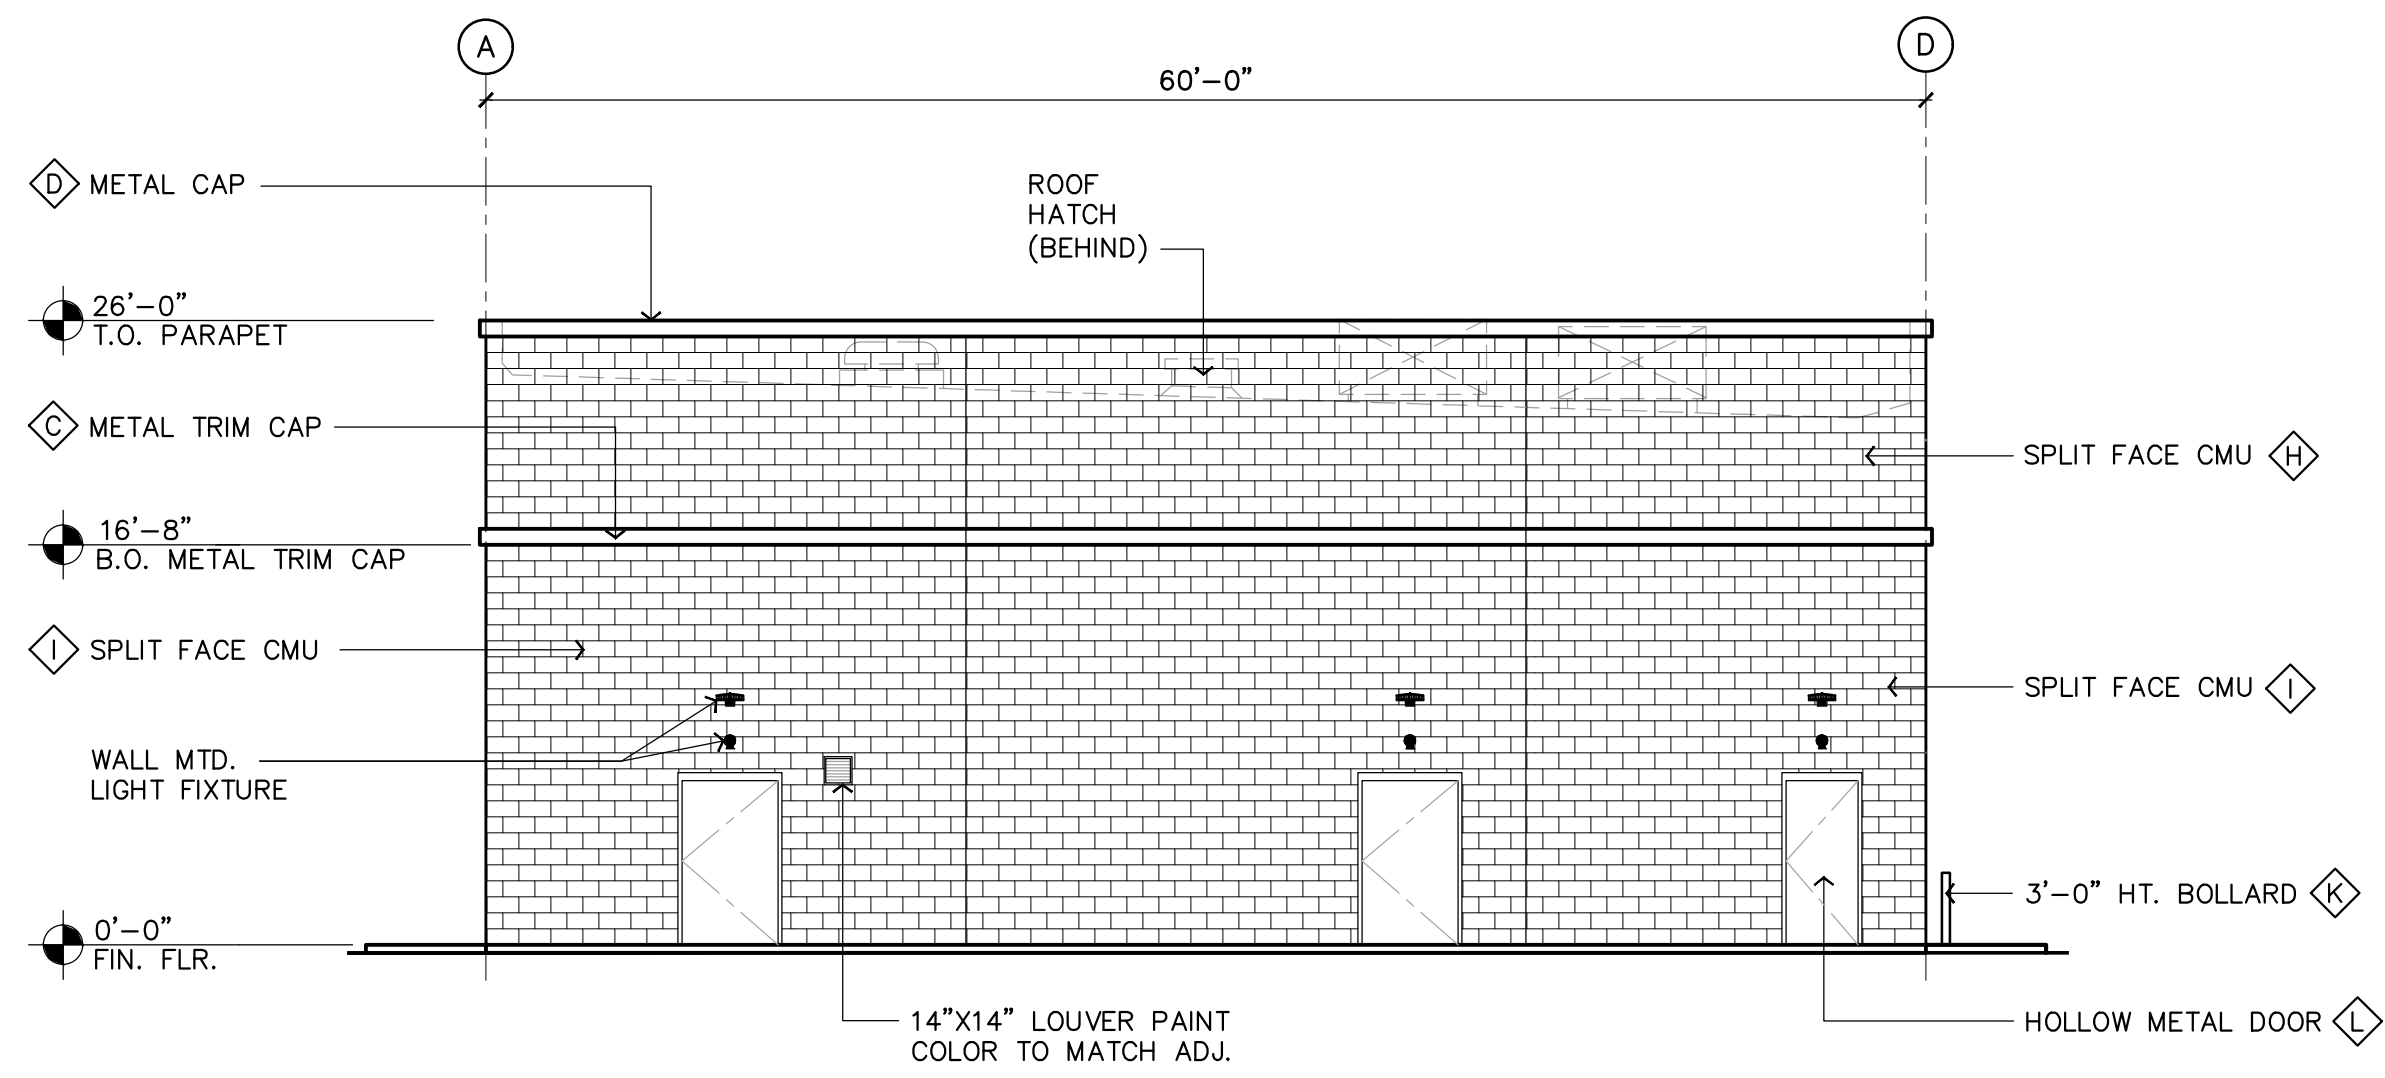 A
D
60'-0"
D METAL CAP
ROOF
HATCH
(BEHIND)
26'-0"
T.O. PARAPET
C METAL TRIM CAP
SPLIT FACE CMU H
16'-8"
B.O. METAL TRIM CAP
I SPLIT FACE CMU
SPLIT FACE CMU I
WALL MTD.
LIGHT FIXTURE
3'-0" HT. BOLLARD K
0'-0"
FIN. FLR.
14"X14" LOUVER PAINT
COLOR TO MATCH ADJ.
HOLLOW METAL DOOR L